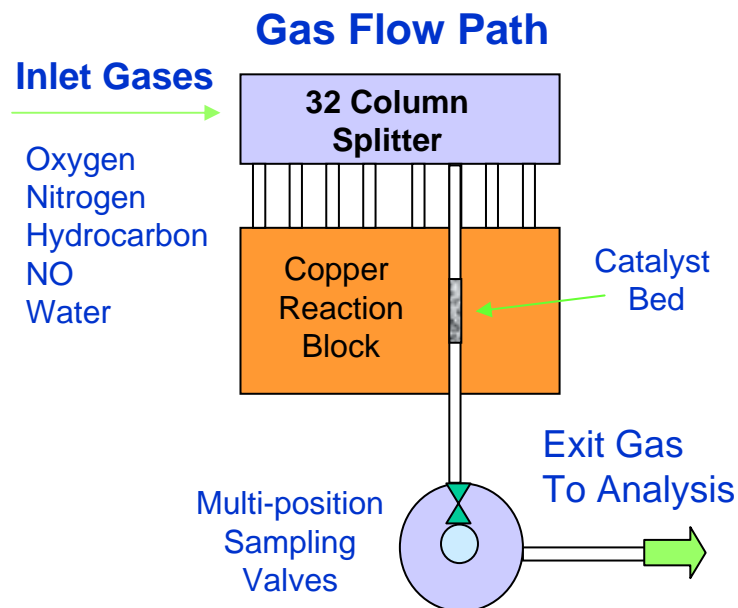 Gas Flow Path
Inlet Gases
32 Column
Splitter
Oxygen
Nitrogen
Hydrocarbon
NO
Water
Copper
Reaction
Block
Catalyst
Bed
Exit Gas
To Analysis
Multi-position
Sampling
Valves